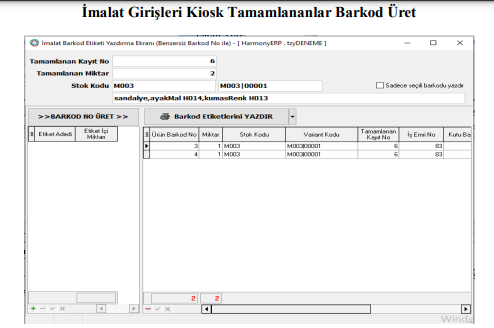 İmalat Girişleri Kiosk Tamamlananlar Barkod Üret
İmalat Barkod Etiketi Yazdırma Ekranı (Benzersiz Barkod No ile) - [ HarmonyERP . tzyDENEME ]
Tamamlanan Kayıt No 6
Tamamlanan Miktar 2
Stok Kodu M003 M003|00001 Sadece seçili barkodu yazdır
sandalye,ayakMal H014,kumasRenk H013
>>BARKOD NO ÜRET >> Barkod Etiketlerini YAZDIR
Etiket Adedi Etiket İçi Miktarı Ürün Barkod No Miktar Stok Kodu Variant Kodu Tamamlanan Kayıt No İş Emri No Kutu Ba
3 1 M003 M003|00001 6 83
4 1 M003 M003|00001 6 83
2 2
Windo